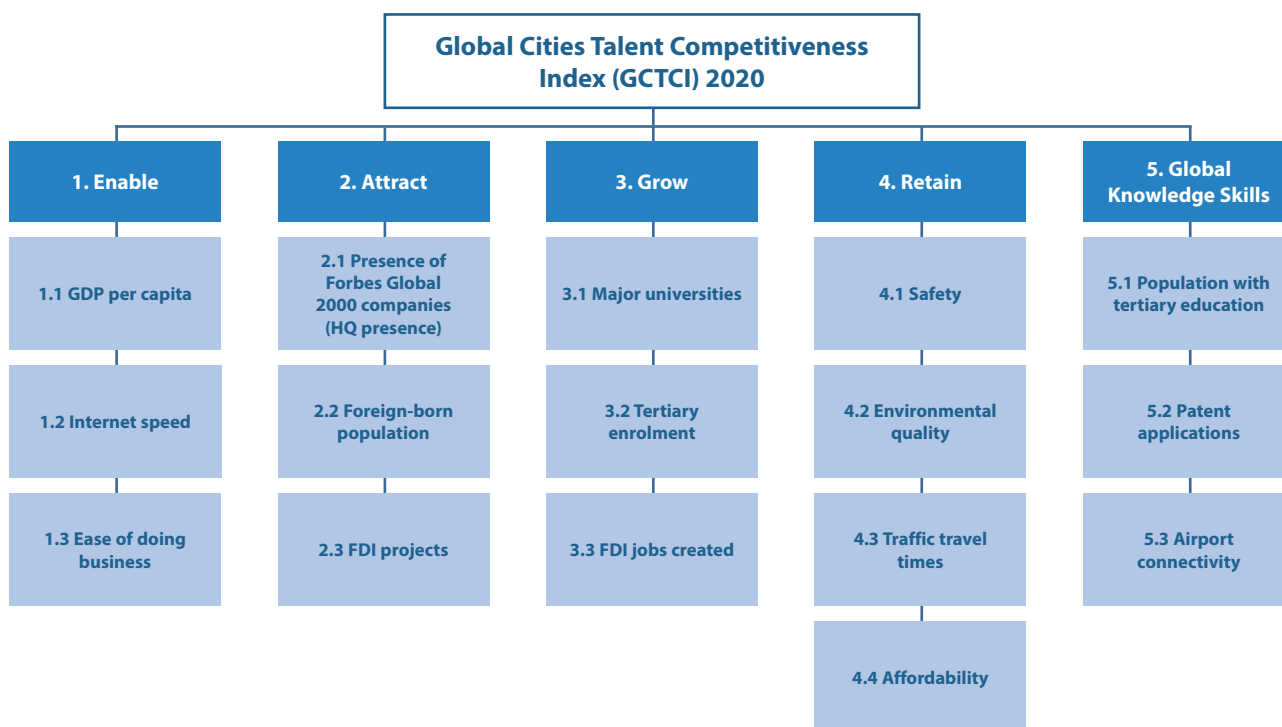 Global Cities Talent Competitiveness
Index (GCTCI) 2020
1. Enable
2. Attract
3. Grow
4. Retain
5. Global
Knowledge Skills
1.1 GDP per capita
2.1 Presence of
Forbes Global
2000 companies
(HQ presence)
3.1 Major universities
4.1 Safety
5.1 Population with
tertiary education
1.2 Internet speed
2.2 Foreign-born
population
3.2 Tertiary
enrolment
4.2 Environmental
quality
5.2 Patent
applications
1.3 Ease of doing
business
2.3 FDI projects
3.3 FDI jobs created
4.3 Traffic travel
times
5.3 Airport
connectivity
4.4 Affordability